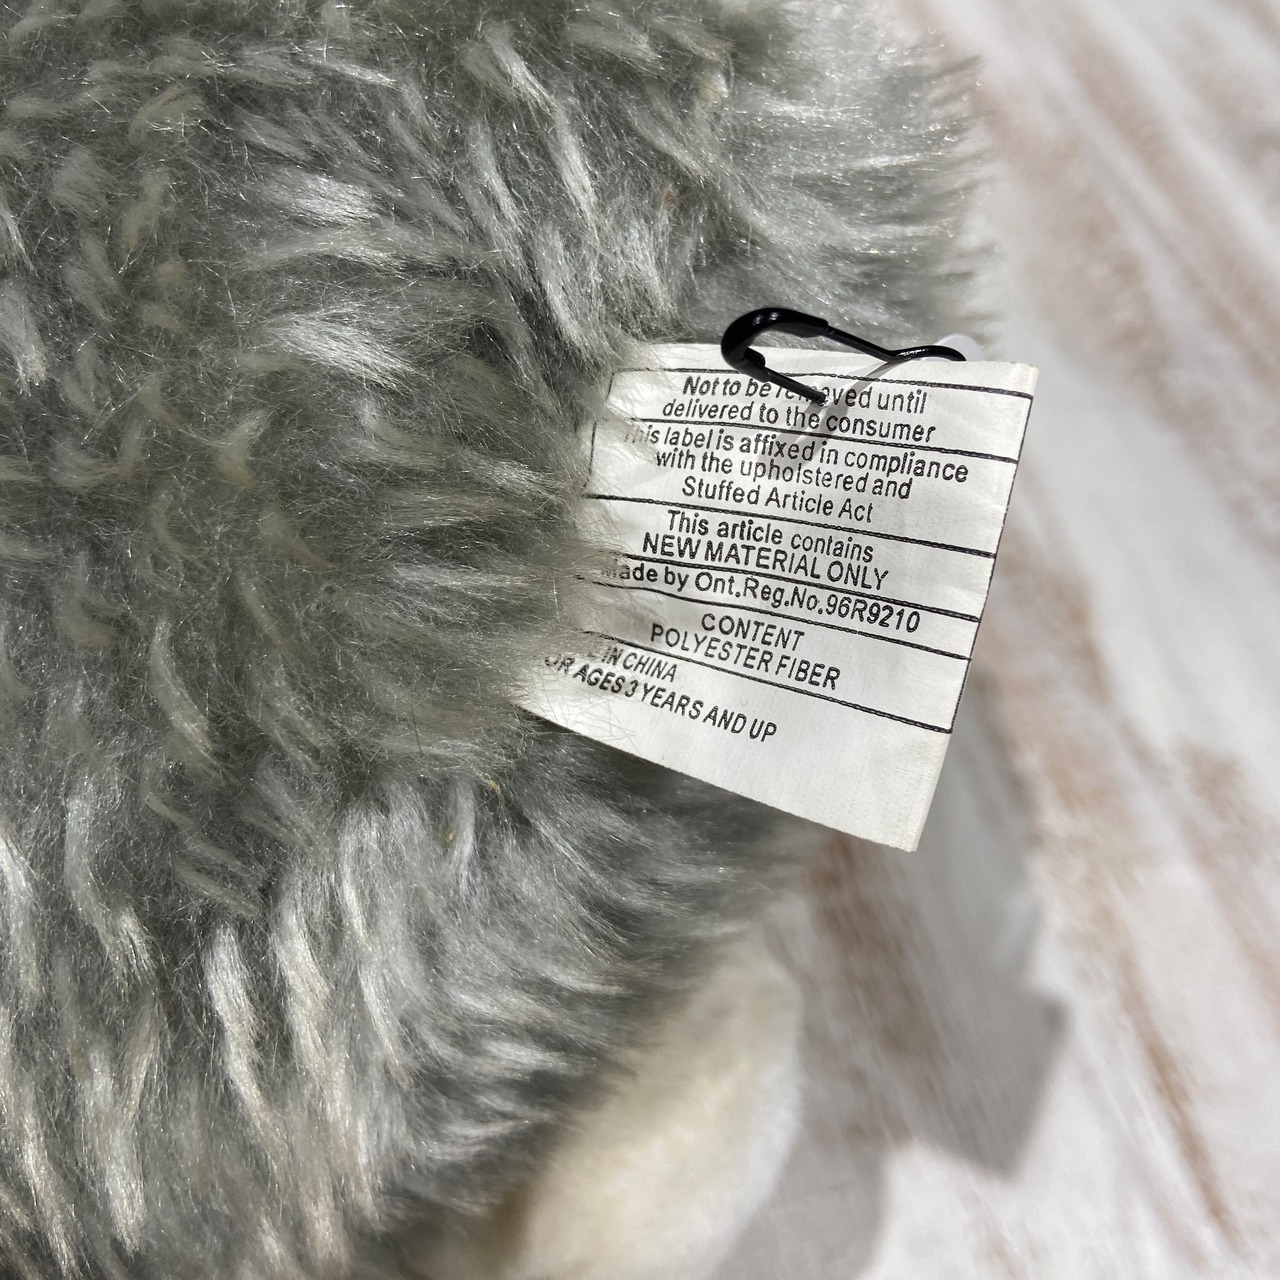 Not to be removed until
delivered to the consumer
This label is affixed in compliance
with the upholstered and
Stuffed Article Act
This article contains
NEW MATERIAL ONLY
Made by Ont.Reg.No.96R9210
CONTENT
POLYESTER FIBER
IN CHINA
OR AGES 3 YEARS AND UP